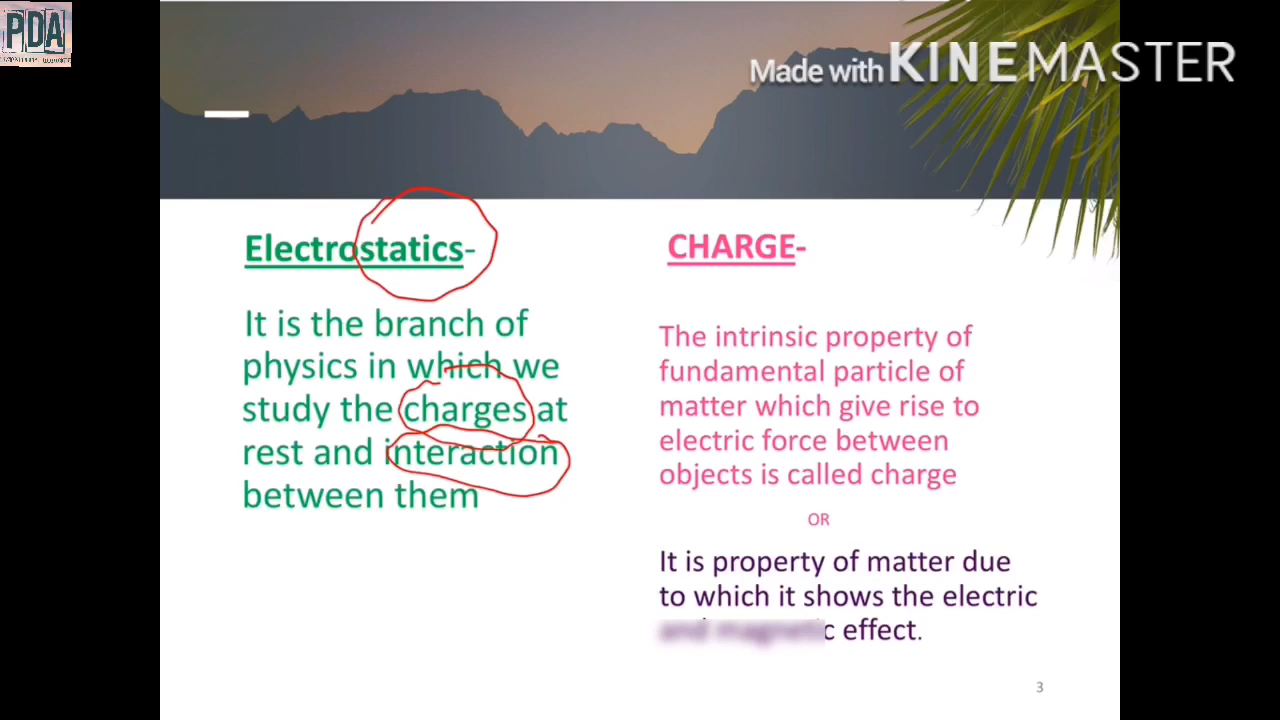 PDA
Made with KINEMASTER
Electrostatics-
It is the branch of
physics in which we
study the charges at
rest and interaction
between them
CHARGE-
The intrinsic property of
fundamental particle of
matter which give rise to
electric force between
objects is called charge
OR
It is property of matter due
to which it shows the electric
effect.
3